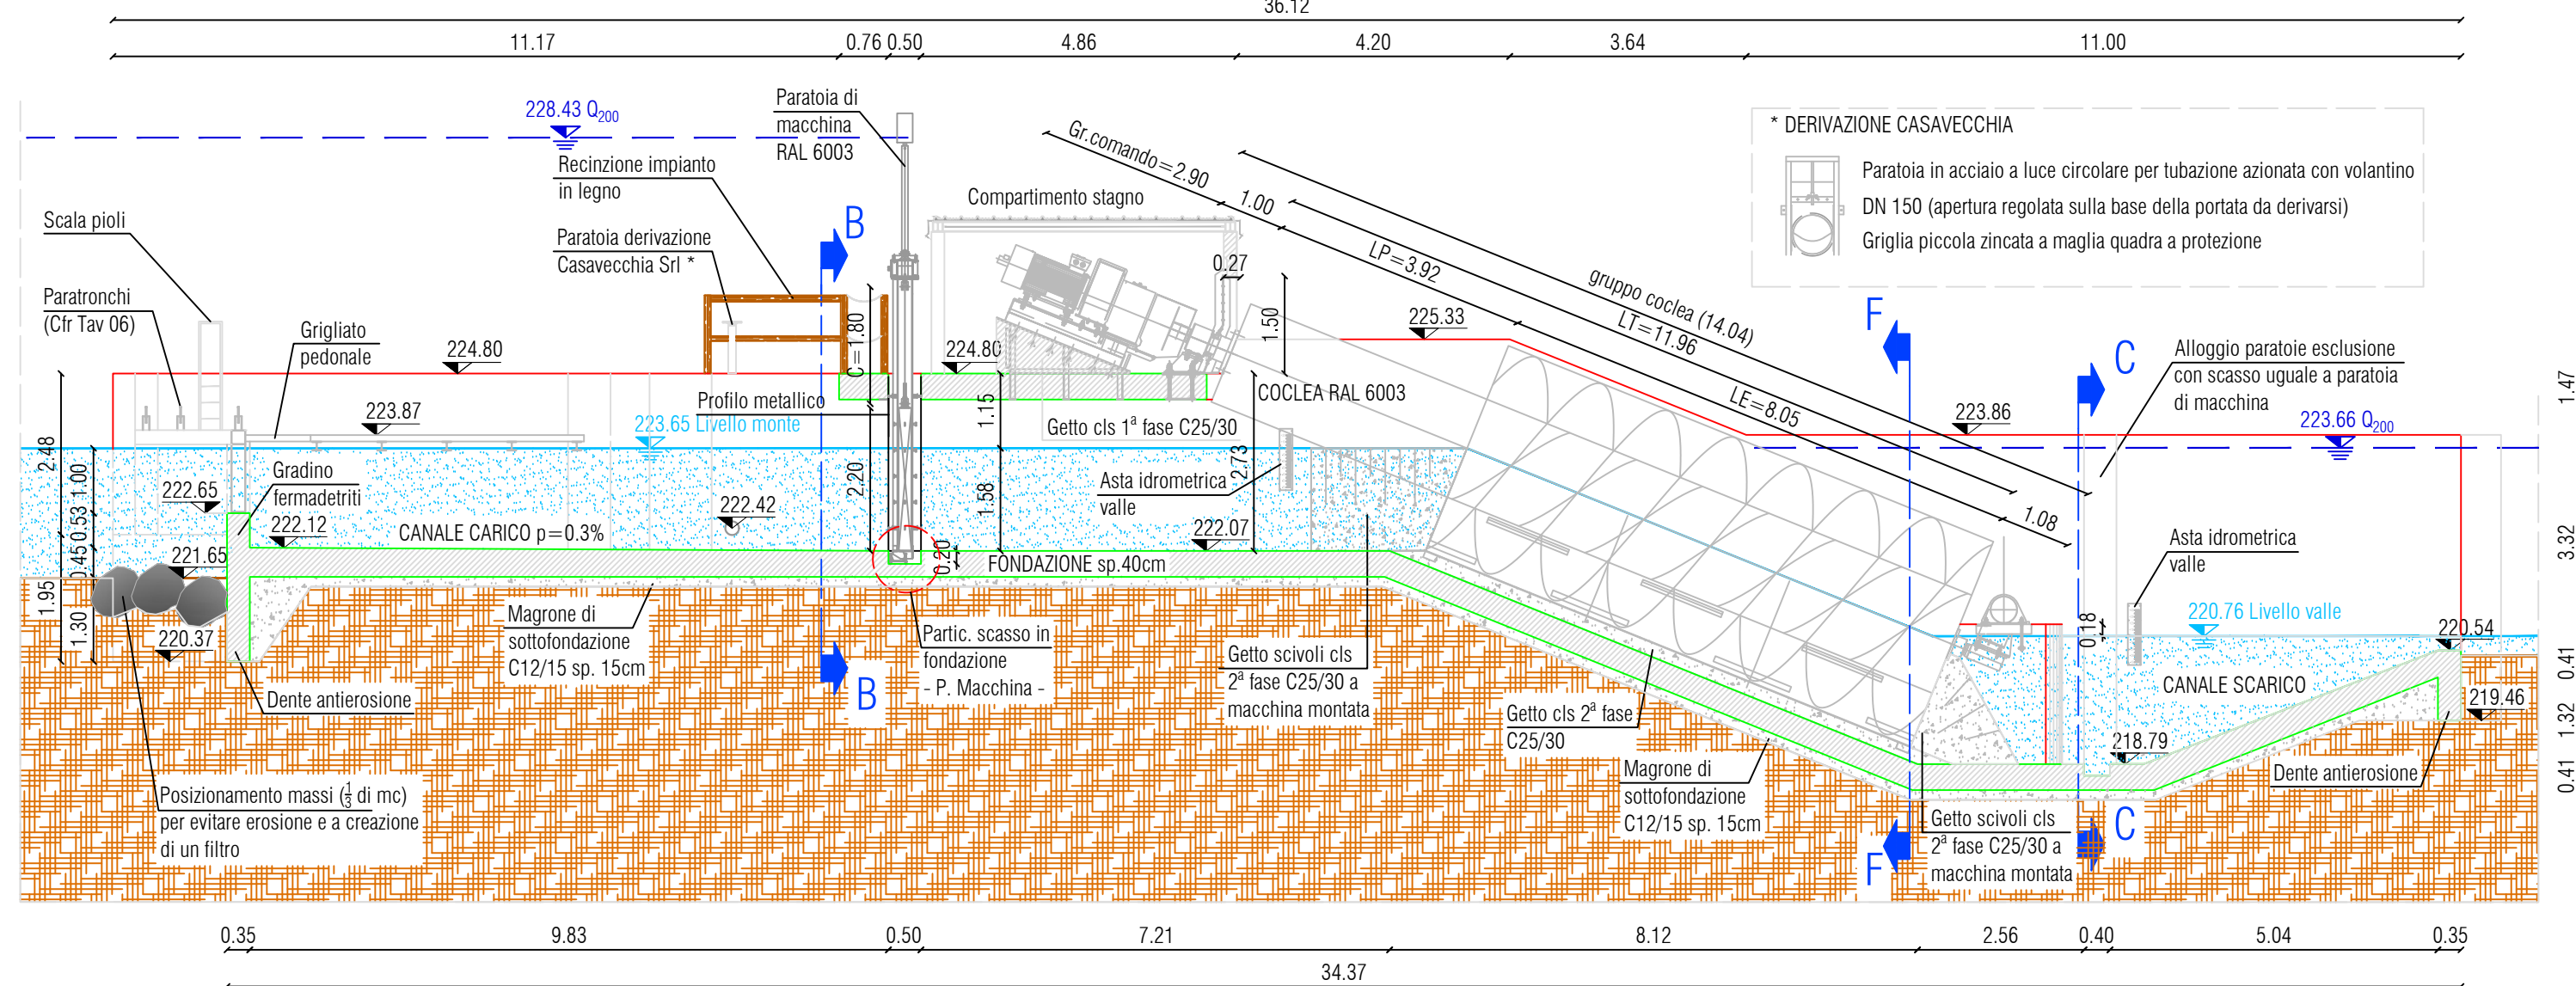 36.12
11.17
0.76
0.50
4.86
4.20
3.64
11.00
228.43 Q200
Paratoia di
macchina
RAL 6003
Recinzione impianto
in legno
Paratoia derivazione
Casavecchia Srl *
Scala pioli
Paratronchi
(Cfr Tav 06)
Grigliato
pedonale
B
Compartimento stagno
Gr.comando=2.90
1.00
LP=3.92
gruppo coclea (14.04)
LT=11.96
LE=8.05
1.08
0.27
1.50
* DERIVAZIONE CASAVECCHIA
Paratoia in acciaio a luce circolare per tubazione azionata con volantino
DN 150 (apertura regolata sulla base della portata da derivarsi)
Griglia piccola zincata a maglia quadra a protezione
225.33
F
C
Alloggio paratoie esclusione
con scasso uguale a paratoia
di macchina
224.80
224.80
C=1.80
Profilo metallico
COCLEA RAL 6003
223.87
223.65 Livello monte
1.15
Getto cls 1ª fase C25/30
223.86
223.66 Q200
1.47
2.48
1.00
0.53
0.45
1.95
1.30
Gradino
fermadetriti
222.65
222.12
CANALE CARICO p=0.3%
222.42
2.20
1.58
2.73
Asta idrometrica
valle
222.07
221.65
0.20
FONDAZIONE sp.40cm
Asta idrometrica
valle
3.32
220.37
Magrone di
sottofondazione
C12/15 sp. 15cm
Partic. scasso in
fondazione
- P. Macchina -
Getto scivoli cls
2ª fase C25/30 a
macchina montata
0.18
220.76 Livello valle
220.54
0.41
B
Dente antierosione
CANALE SCARICO
219.46
Getto cls 2ª fase
C25/30
1.32
218.79
Magrone di
sottofondazione
C12/15 sp. 15cm
Dente antierosione
0.41
Posizionamento massi (1/3 di mc)
per evitare erosione e a creazione
di un filtro
Getto scivoli cls
2ª fase C25/30 a
macchina montata
F
C
0.35
9.83
0.50
7.21
8.12
2.56
0.40
5.04
0.35
34.37